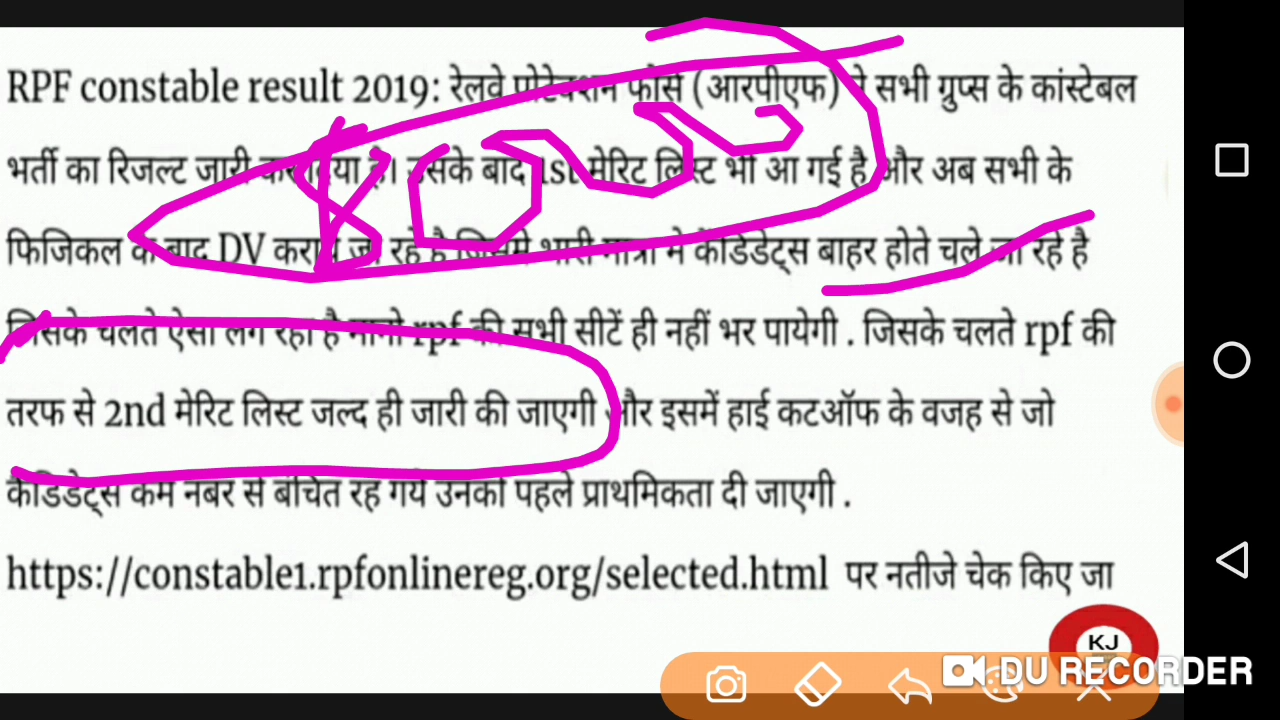 RPF constable result 2019: रेलवे प्रोटेक्शन फोर्स (आरपीएफ) ने सभी ग्रुप्स के कांस्टेबल
भर्ती का रिजल्ट जारी कर दिया है। उसके बाद 1st मेरिट लिस्ट भी आ गई है और अब सभी के
फिजिकल के बाद DV कराये जा रहे है जिसमे भारी मात्रा मे कैंडिडेट्स बाहर होते चले जा रहे है
जिसके चलते ऐसा लग रहा है मानो rpf की सभी सीटें ही नहीं भर पायेगी . जिसके चलते rpf की
तरफ से 2nd मेरिट लिस्ट जल्द ही जारी की जाएगी और इसमें हाई कटऑफ के वजह से जो
कैंडिडेट्स कम नंबर से बंचित रह गये उनको पहले प्राथमिकता दी जाएगी .
https://constable1.rpfonlinereg.org/selected.html पर नतीजे चेक किए जा
KJ
DU RECORDER